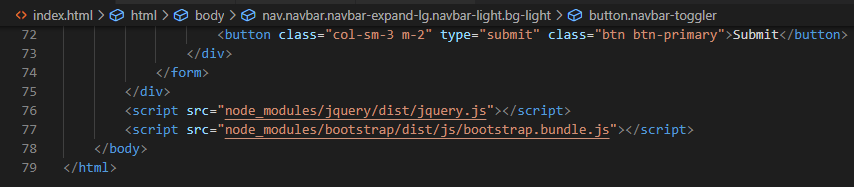 index.html > html > body > nav.navbar.navbar-expand-lg.navbar-light.bg-light > button.navbar-toggler
72 <button class="col-sm-3 m-2" type="submit" class="btn btn-primary">Submit</button>
73 </div>
74 </form>
75 </div>
76 <script src="node_modules/jquery/dist/jquery.js"></script>
77 <script src="node_modules/bootstrap/dist/js/bootstrap.bundle.js"></script>
78 </body>
79 </html>